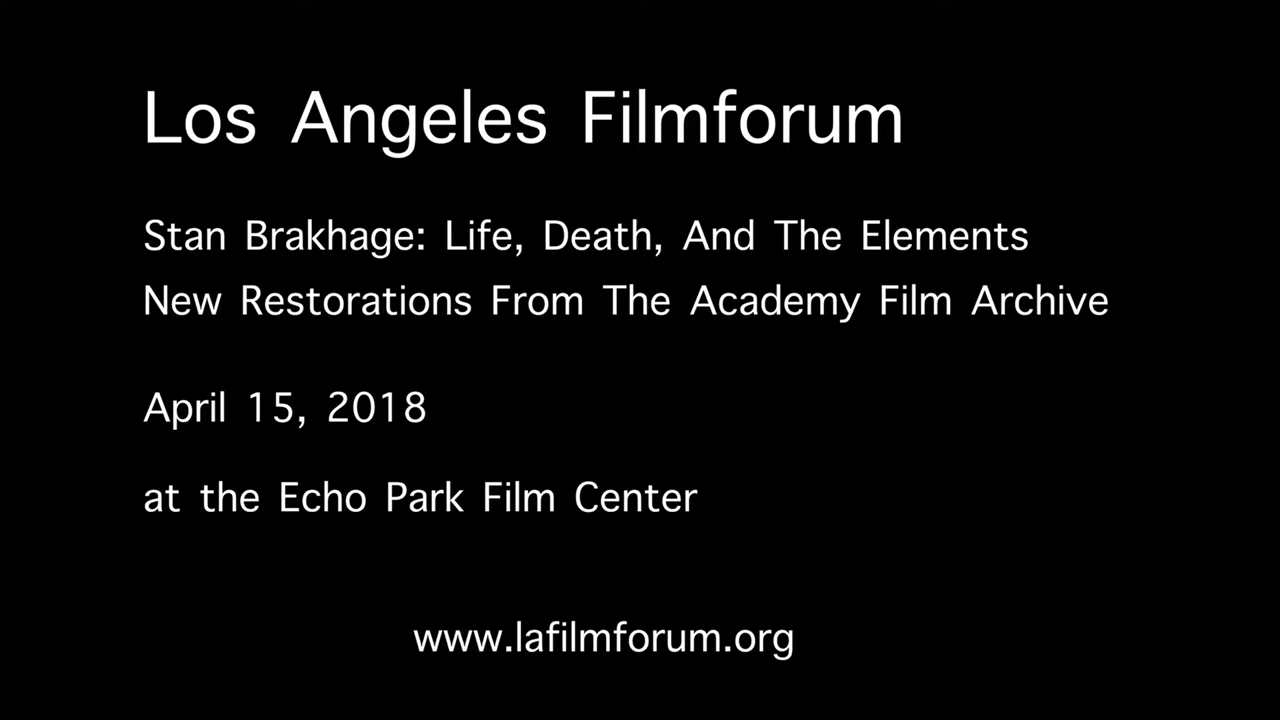 Los Angeles Filmforum
Stan Brakhage: Life, Death, And The Elements
New Restorations From The Academy Film Archive
April 15, 2018
at the Echo Park Film Center
www.lafilmforum.org